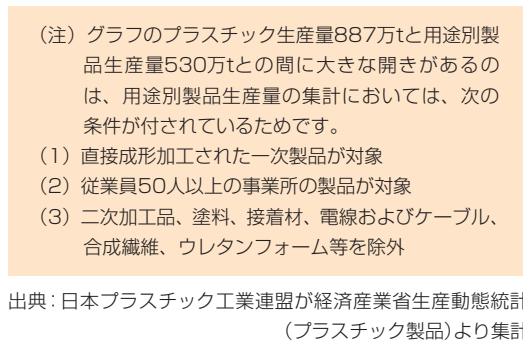 （注）グラフのプラスチック生産量887万tと用途別製
品生産量530万tとの間に大きな開きがあるの
は、用途別製品生産量の集計においては、次の
条件が付されているためです。
（1）直接成形加工された一次製品が対象
（2）従業員50人以上の事業所の製品が対象
（3）二次加工品、塗料、接着材、電線およびケーブル、
合成繊維、ウレタンフォーム等を除外
出典：日本プラスチック工業連盟が経済産業省生産動態統計
（プラスチック製品）より集計